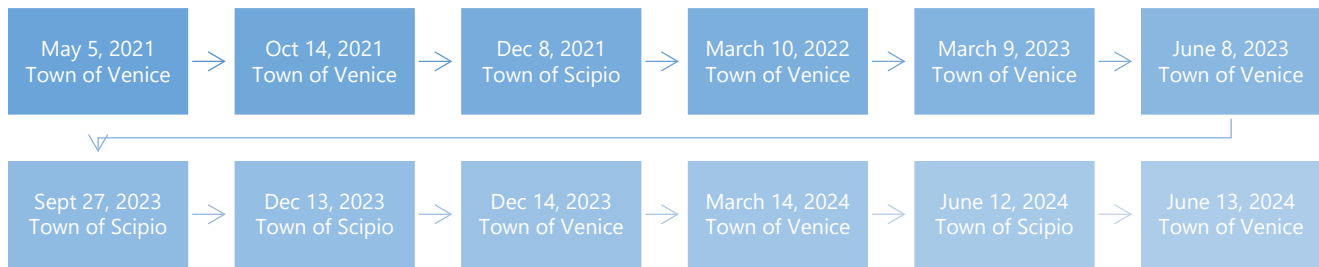 May 5, 2021
Town of Venice
Oct 14, 2021
Town of Venice
Dec 8, 2021
Town of Scipio
March 10, 2022
Town of Venice
March 9, 2023
Town of Venice
June 8, 2023
Town of Venice
Sept 27, 2023
Town of Scipio
Dec 13, 2023
Town of Scipio
Dec 14, 2023
Town of Venice
March 14, 2024
Town of Venice
June 12, 2024
Town of Scipio
June 13, 2024
Town of Venice